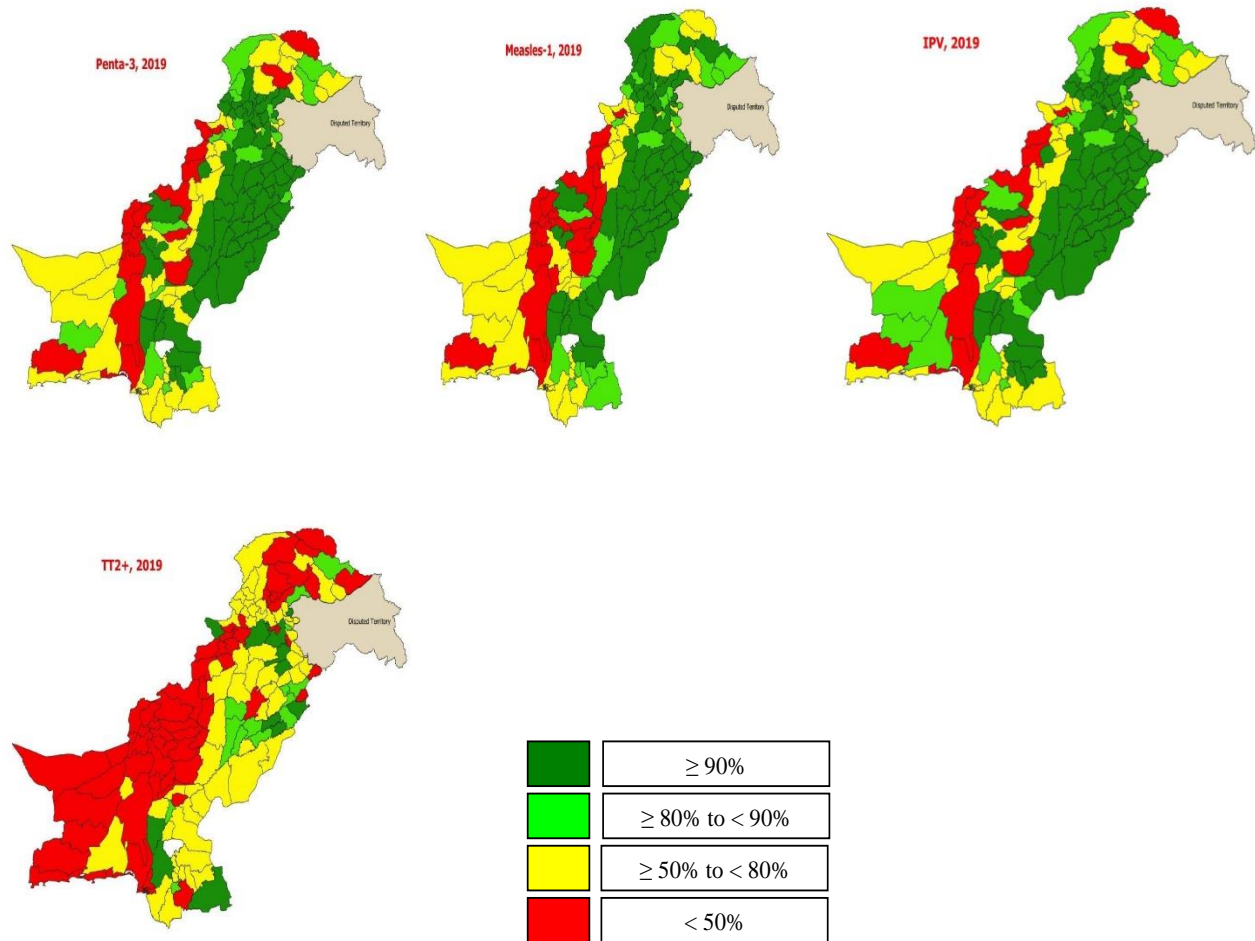 Penta-3, 2019
Measles-1, 2019
IPV, 2019
Disputed Territory
Disputed Territory
Disputed Territory
TT2+, 2019
Disputed Territory
≥ 90%
≥ 80% to < 90%
≥ 50% to < 80%
< 50%